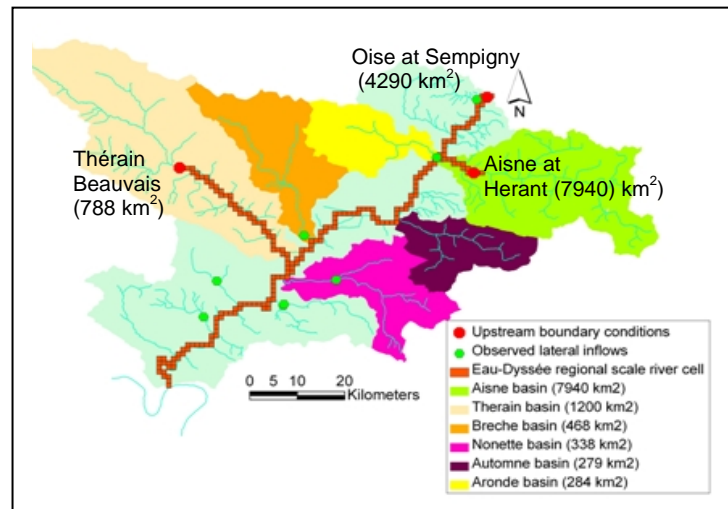 Oise at Sempigny
(4290 km²)
N
Thérain
Beauvais
(788 km²)
Aisne at
Herant (7940) km²
0 5 10 20
Kilometers
Upstream boundary conditions
Observed lateral inflows
Eau-Dyssée regional scale river cell
Aisne basin (7940 km2)
Therain basin (1200 km2)
Breche basin (468 km2)
Nonette basin (338 km2)
Automne basin (279 km2)
Aronde basin (284 km2)